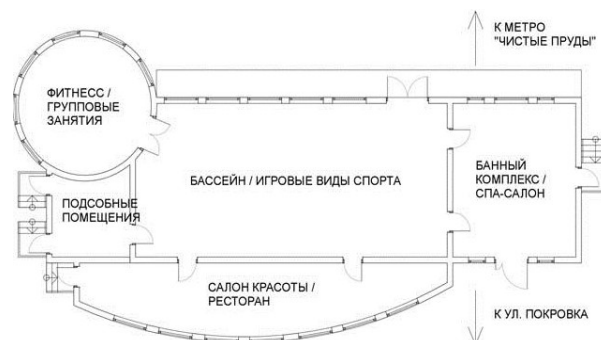 К МЕТРО
"ЧИСТЫЕ ПРУДЫ"
ФИТНЕСС /
ГРУППОВЫЕ
ЗАНЯТИЯ
БАССЕЙН / ИГРОВЫЕ ВИДЫ СПОРТА
БАННЫЙ
КОМПЛЕКС /
СПА-САЛОН
ПОДСОБНЫЕ
ПОМЕЩЕНИЯ
САЛОН КРАСОТЫ /
РЕСТОРАН
К УЛ. ПОКРОВКА